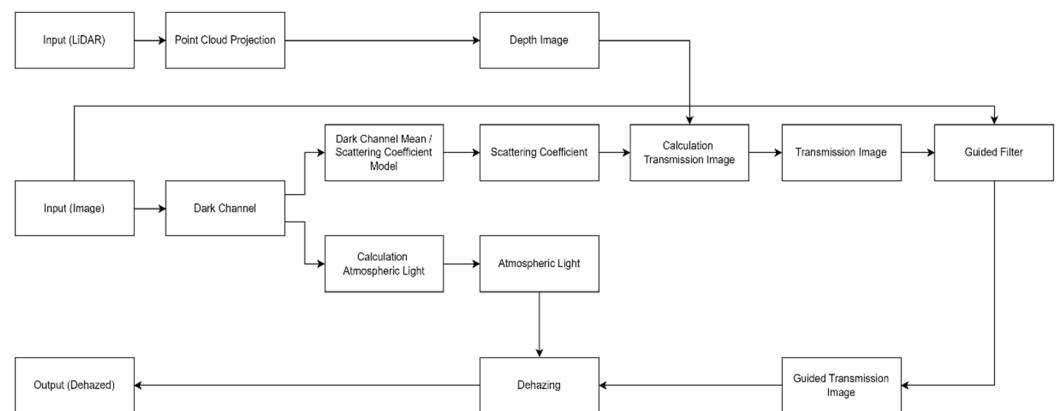 Input (LiDAR)
Point Cloud Projection
Depth Image
Dark Channel Mean /
Scattering Coefficient
Model
Scattering Coefficient
Calculation
Transmission Image
Transmission Image
Guided Filter
Input (Image)
Dark Channel
Calculation
Atmospheric Light
Atmospheric Light
Output (Dehazed)
Dehazing
Guided Transmission
Image